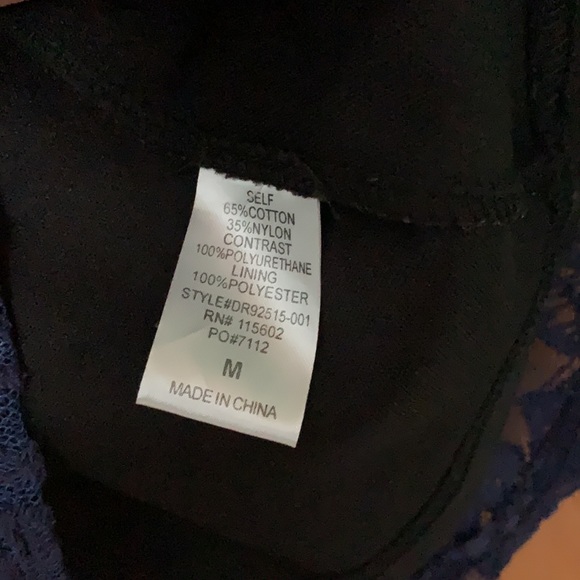 SELF
65%COTTON
35%NYLON
CONTRAST
100%POLYURETHANE
LINING
100%POLYESTER
STYLE#DR92515-001
RN# 115602
PO#7112
M
MADE IN CHINA